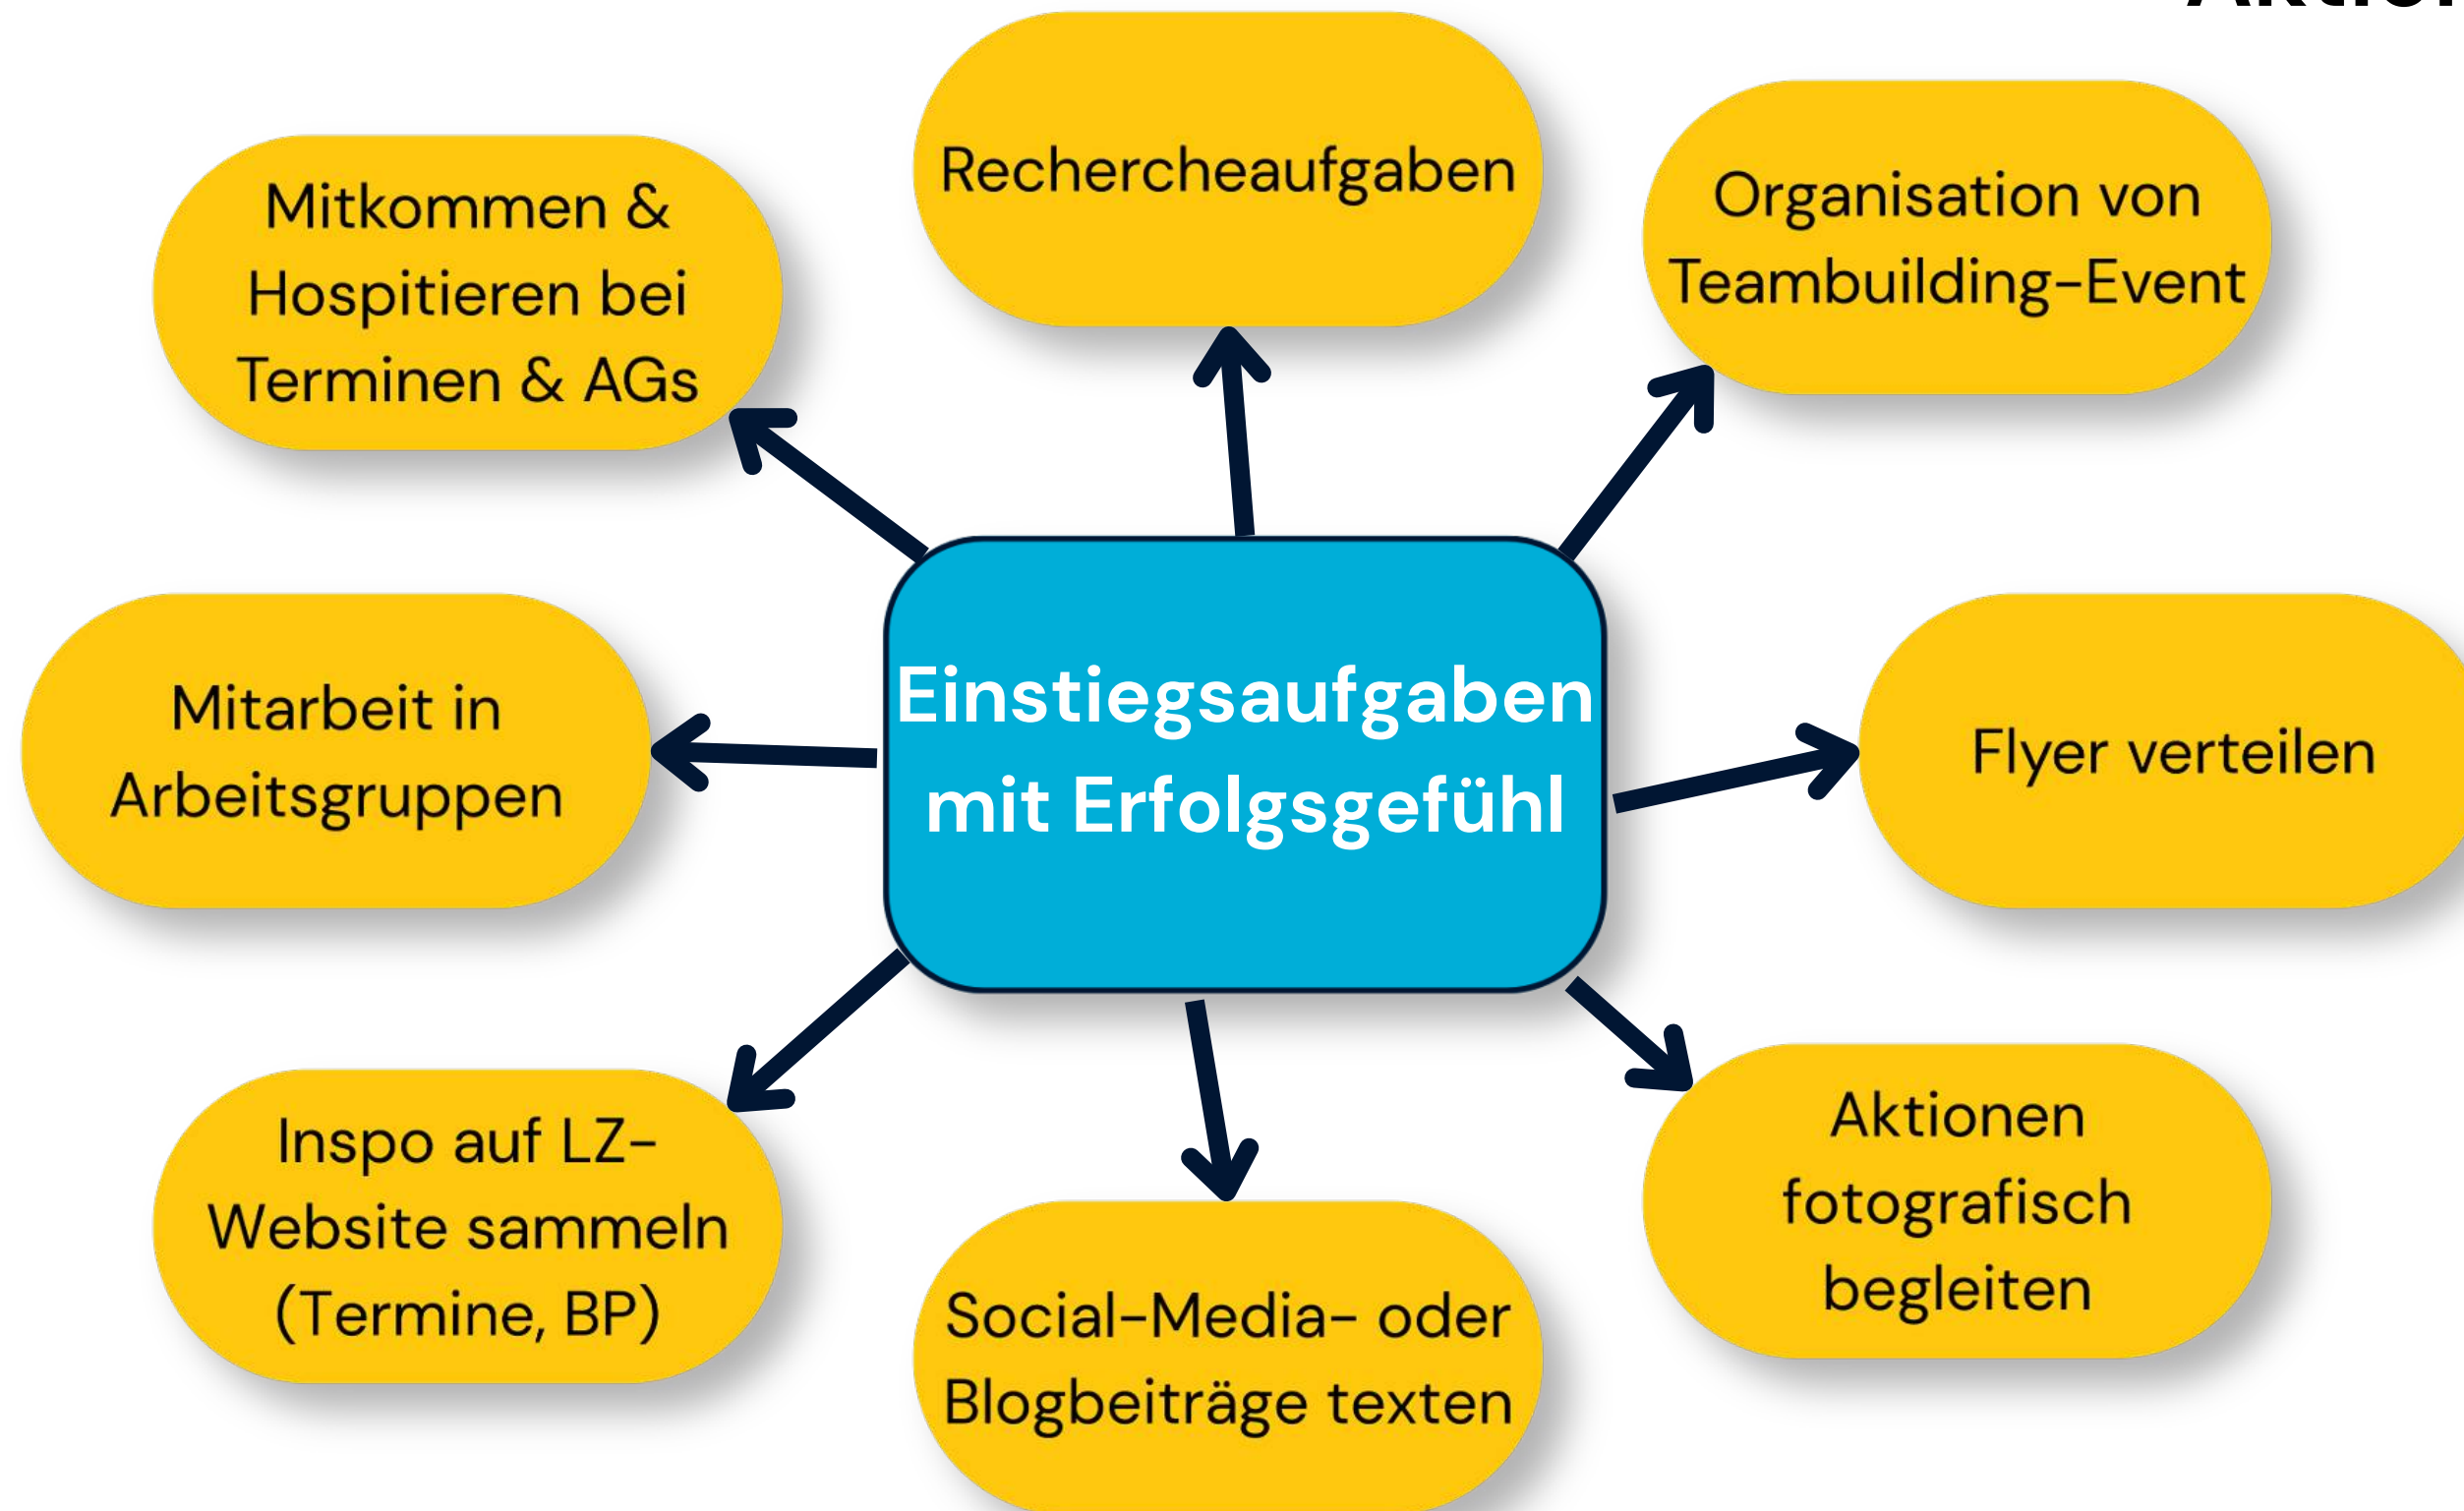 Rechercheaufgaben
Organisation von
Teambuilding-Event
Mitkommen &
Hospitieren bei
Terminen & AGs
Einstiegsaufgaben
mit Erfolgsgefühl
Mitarbeit in
Arbeitsgruppen
Flyer verteilen
Inspo auf LZ-
Website sammeln
(Termine, BP)
Social-Media- oder
Blogbeiträge texten
Aktionen
fotografisch
begleiten